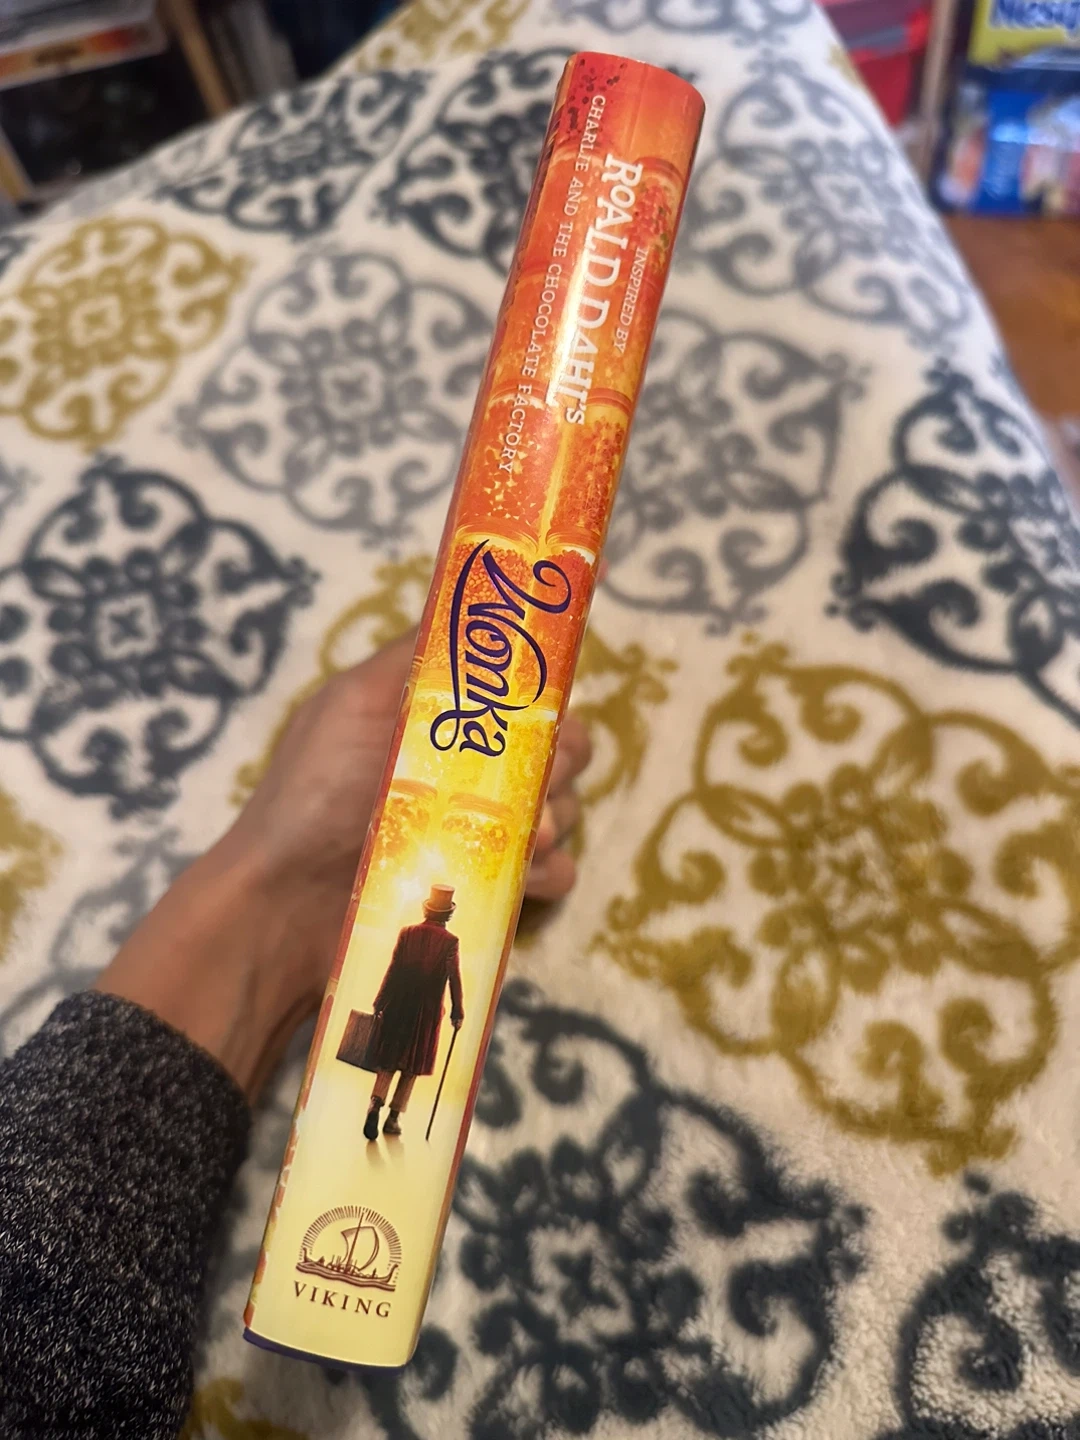 INSPIRED BY
ROALD DAHL'S
CHARLIE AND THE CHOCOLATE FACTORY
Wonka
VIKING